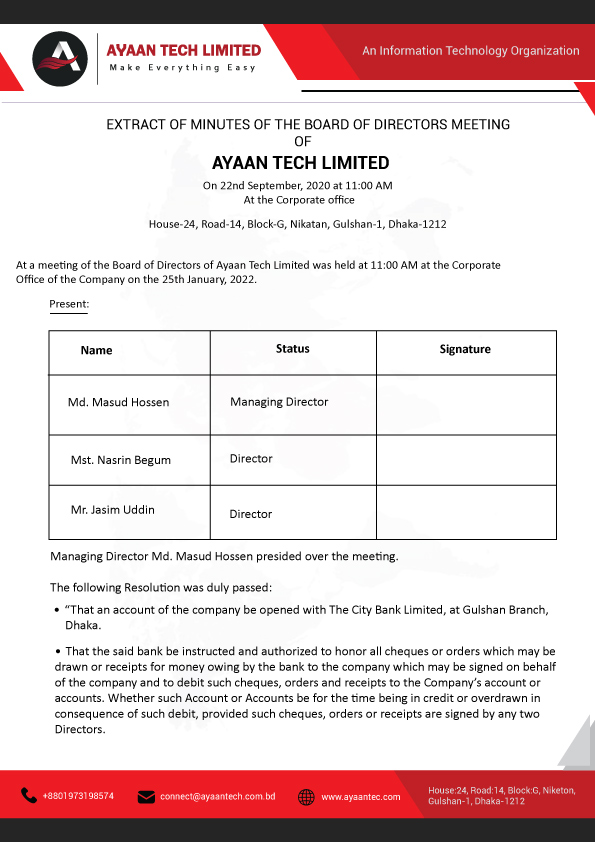 AYAAN TECH LIMITED
Make Everything Easy
An Information Technology Organization
EXTRACT OF MINUTES OF THE BOARD OF DIRECTORS MEETING
OF
AYAAN TECH LIMITED
On 22nd September, 2020 at 11:00 AM
At the Corporate office
House-24, Road-14, Block-G, Nikatan, Gulshan-1, Dhaka-1212
At a meeting of the Board of Directors of Ayaan Tech Limited was held at 11:00 AM at the Corporate
Office of the Company on the 25th January, 2022.
Present:
Name Status Signature
Md. Masud Hossen Managing Director
Mst. Nasrin Begum Director
Mr. Jasim Uddin Director
Managing Director Md. Masud Hossen presided over the meeting.
The following Resolution was duly passed:
• “That an account of the company be opened with The City Bank Limited, at Gulshan Branch,
Dhaka.
• That the said bank be instructed and authorized to honor all cheques or orders which may be
drawn or receipts for money owing by the bank to the company which may be signed on behalf
of the company and to debit such cheques, orders and receipts to the Company’s account or
accounts. Whether such Account or Accounts be for the time being in credit or overdrawn in
consequence of such debit, provided such cheques, orders or receipts are signed by any two
Directors.
+8801973198574
connect@ayaantech.com.bd
www.ayaantec.com
House:24, Road:14, Block:G, Niketon,
Gulshan-1, Dhaka-1212